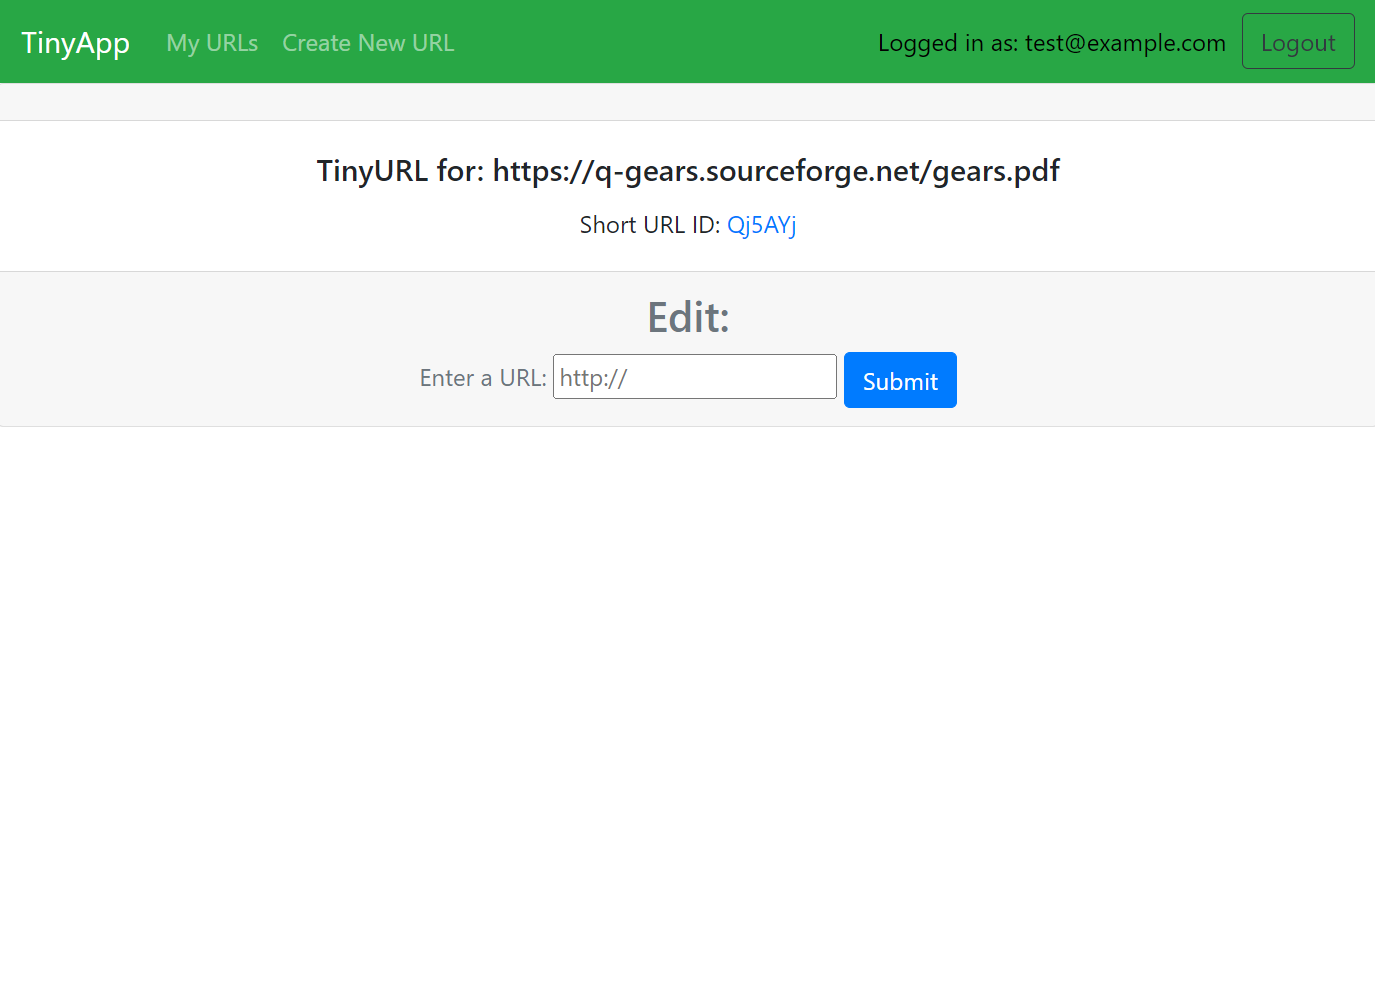 TinyApp My URLs Create New URL Logged in as: test@example.com Logout
TinyURL for: https://q-gears.sourceforge.net/gears.pdf
Short URL ID: Qj5AYj
Edit:
Enter a URL: http:// Submit